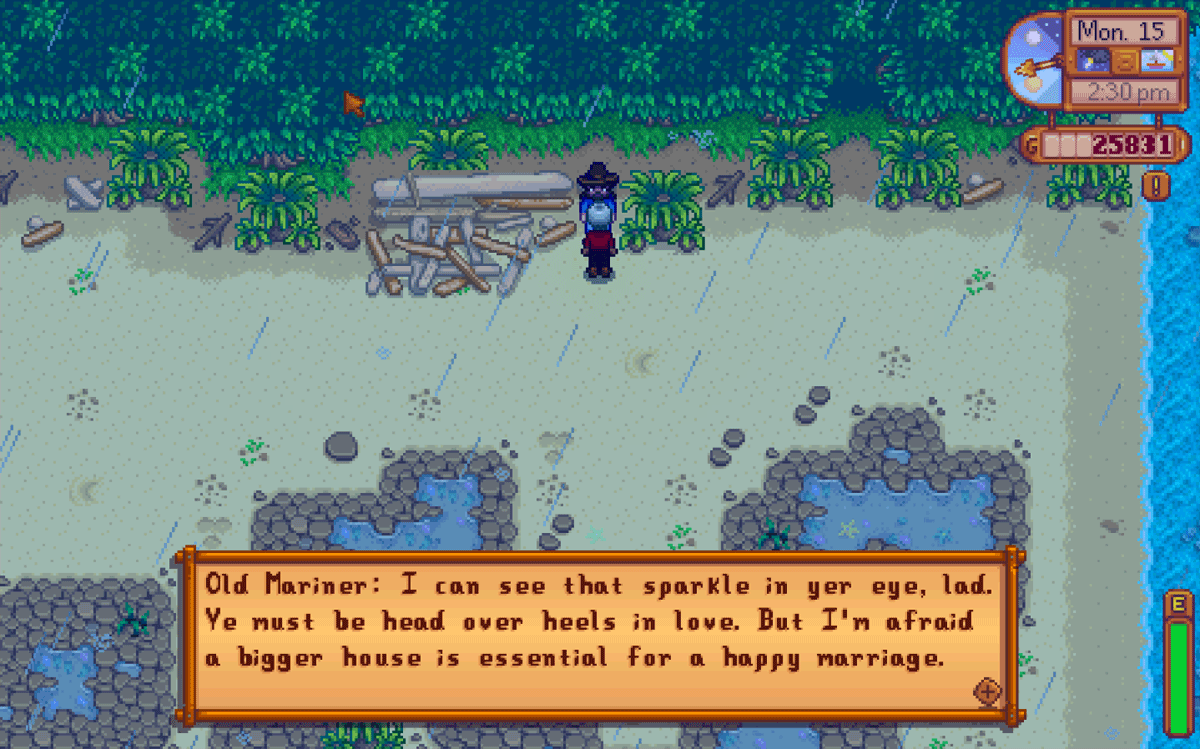 Mon. 15
2:30 pm
G 25831
!
Old Mariner: I can see that sparkle in yer eye, lad.
Ye must be head over heels in love. But I'm afraid
a bigger house is essential for a happy marriage.
E